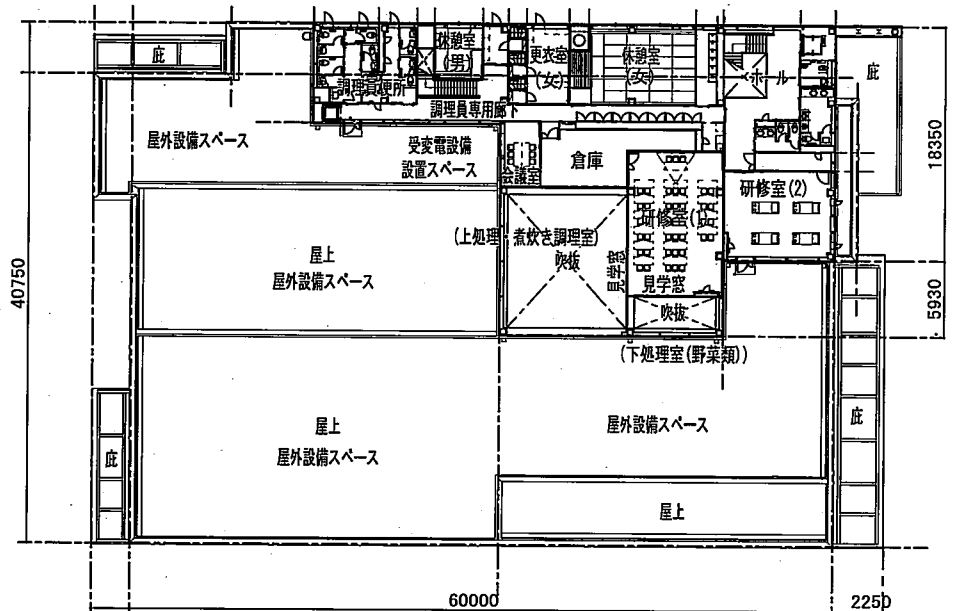 庇
休憩室
(男)
更衣室
(女)
休憩室
(女)
ホール
庇
調理員便所
調理員専用廊下
屋外設備スペース
受変電設備
設置スペース
会議室
倉庫
研修室(1)
研修室(2)
18350
屋上
屋外設備スペース
(上処理・煮炊き調理室)
吹抜
見学窓
見学窓
吹抜
5930
40750
(下処理室(野菜類))
屋上
屋外設備スペース
屋外設備スペース
庇
庇
屋上
60000
2250